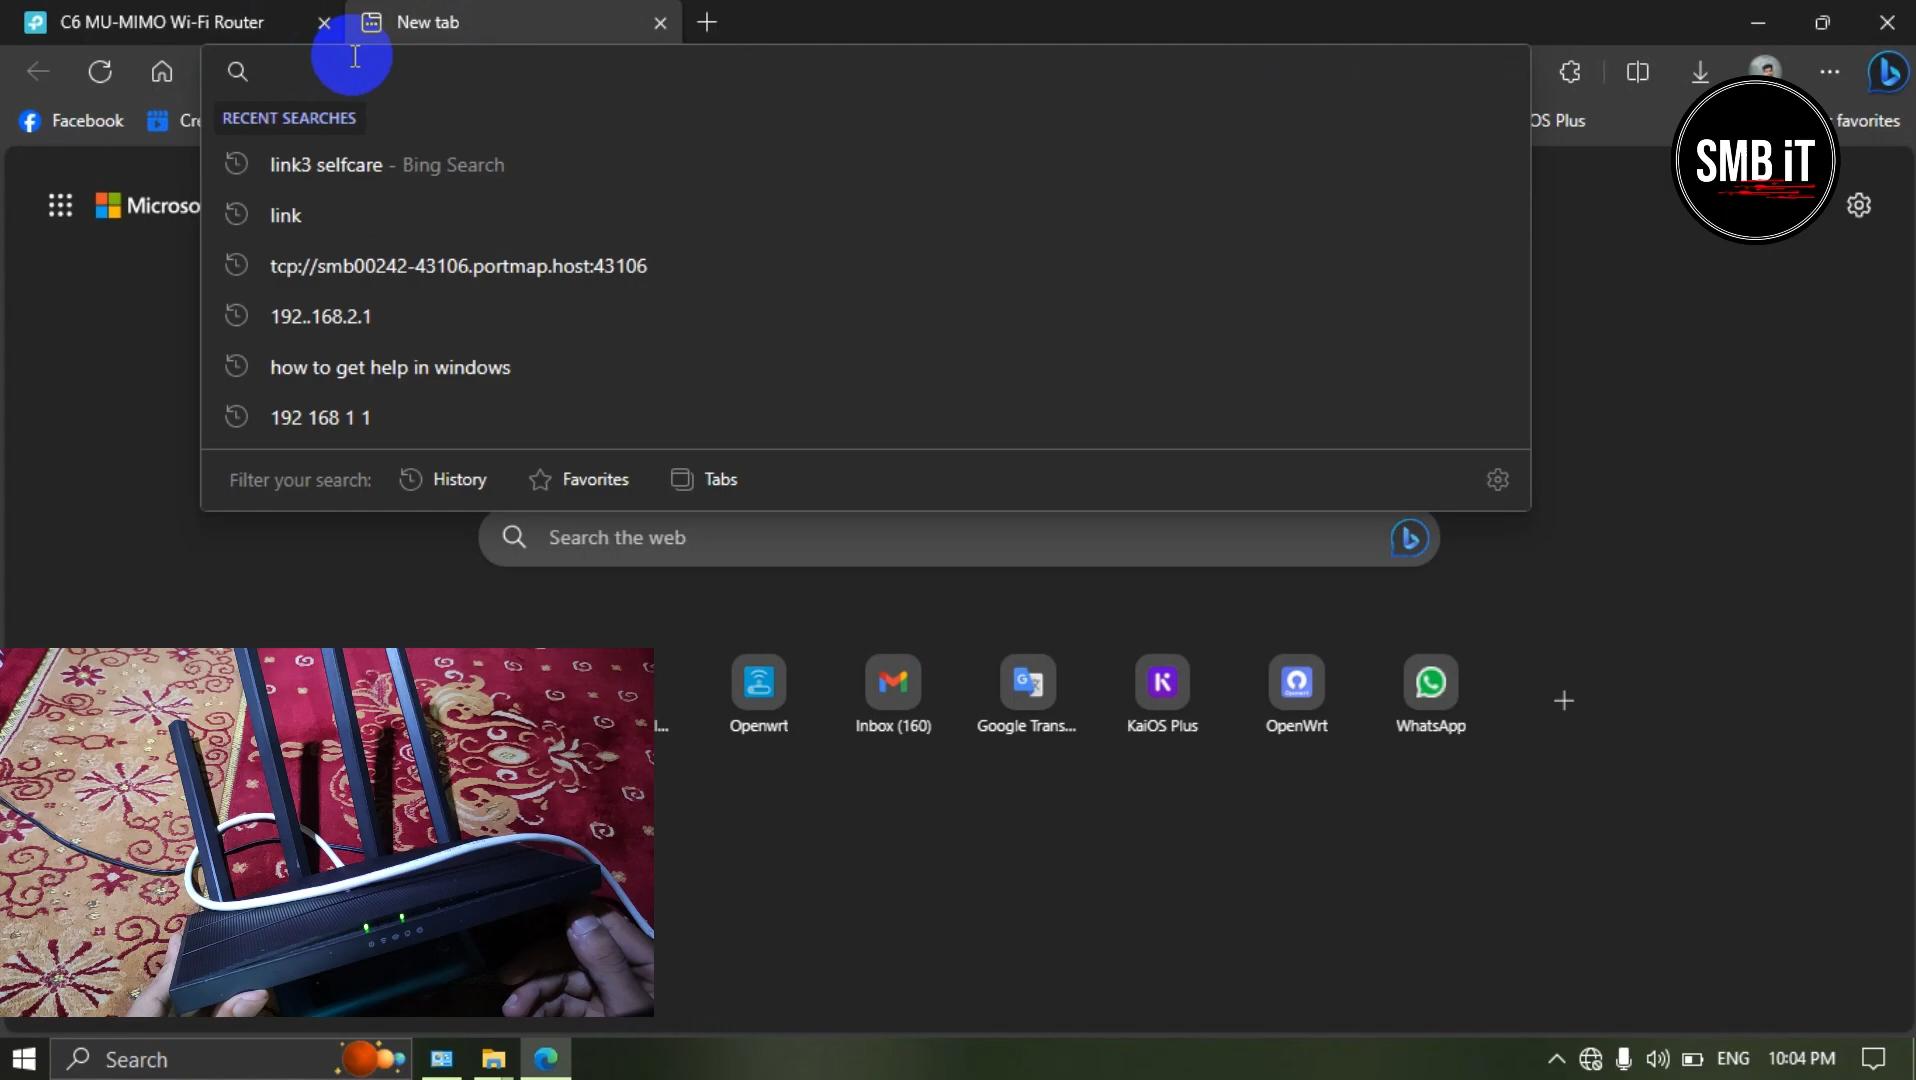 C6 MU-MIMO Wi-Fi Router
New tab
Facebook
Cre
OS Plus
favorites
SMB iT
RECENT SEARCHES
link3 selfcare - Bing Search
link
tcp://smb00242-43106.portmap.host:43106
192..168.2.1
how to get help in windows
192 168 1 1
Filter your search:
History
Favorites
Tabs
Microso
Search the web
...
Openwrt
Inbox (160)
Google Trans...
KaiOS Plus
OpenWrt
WhatsApp
Search
ENG
10:04 PM